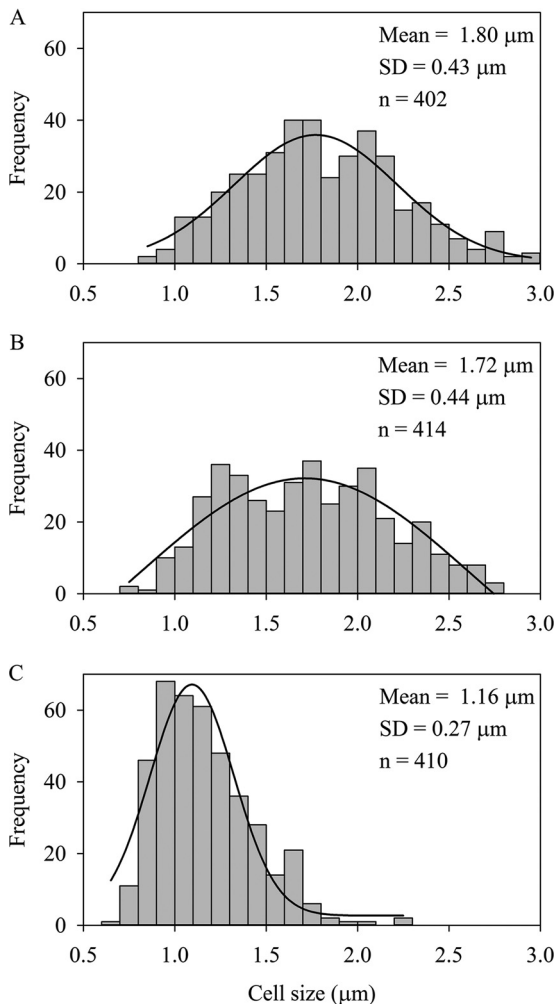 A
Mean = 1.80 μm
SD = 0.43 μm
n = 402
60
40
20
0
Frequency
0.5 1.0 1.5 2.0 2.5 3.0
B
Mean = 1.72 μm
SD = 0.44 μm
n = 414
60
40
20
0
Frequency
0.5 1.0 1.5 2.0 2.5 3.0
C
Mean = 1.16 μm
SD = 0.27 μm
n = 410
60
40
20
0
Frequency
0.5 1.0 1.5 2.0 2.5 3.0
Cell size (μm)